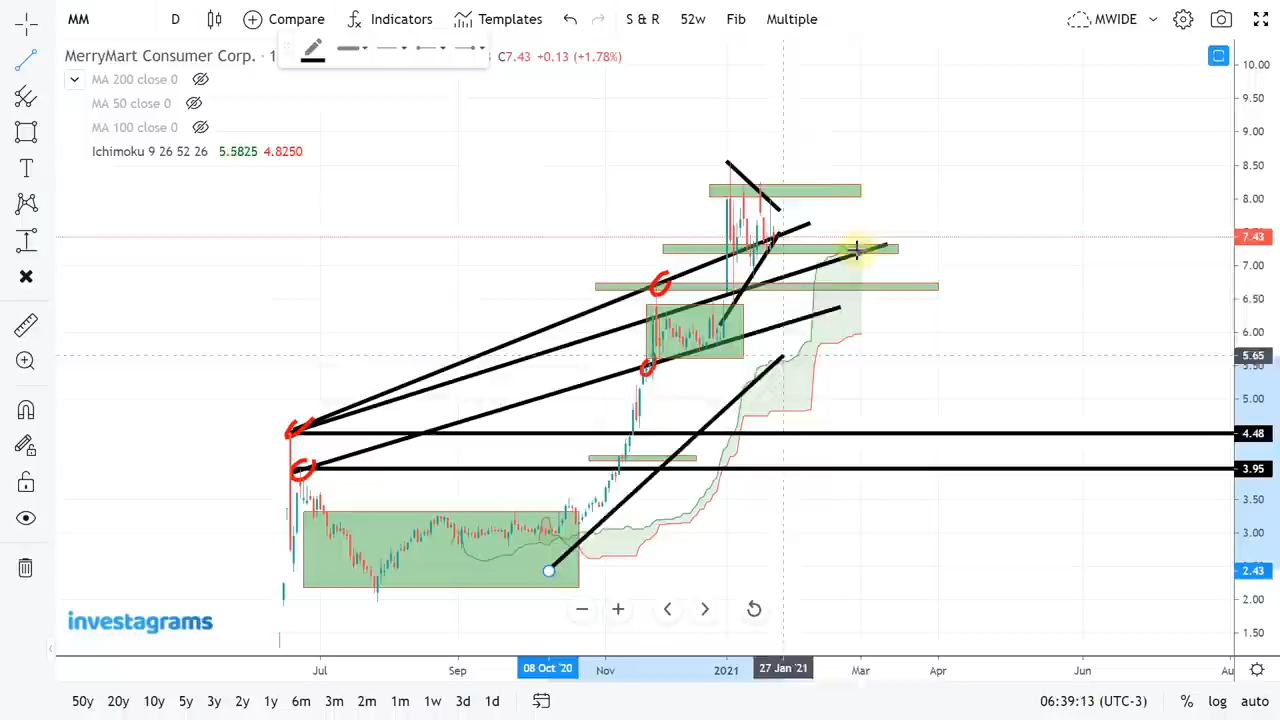 MM D Compare Indicators Templates S & R 52w Fib Multiple MWIDE
MerryMart Consumer Corp. · 1 C7.43 +0.13 (+1.78%)
MA 200 close 0
MA 50 close 0
MA 100 close 0
Ichimoku 9 26 52 26 5.5825 4.8250
10.00
9.50
9.00
8.50
8.00
7.43
7.00
6.50
6.00
5.65
5.50
5.00
4.48
3.95
3.50
3.00
2.43
2.00
1.50
investagrams
Jul Sep 08 Oct '20 Nov 2021 27 Jan '21 Mar Apr Jun Au
50y 20y 10y 5y 3y 2y 1y 6m 3m 2m 1m 1w 3d 1d 06:39:13 (UTC-3) % log auto